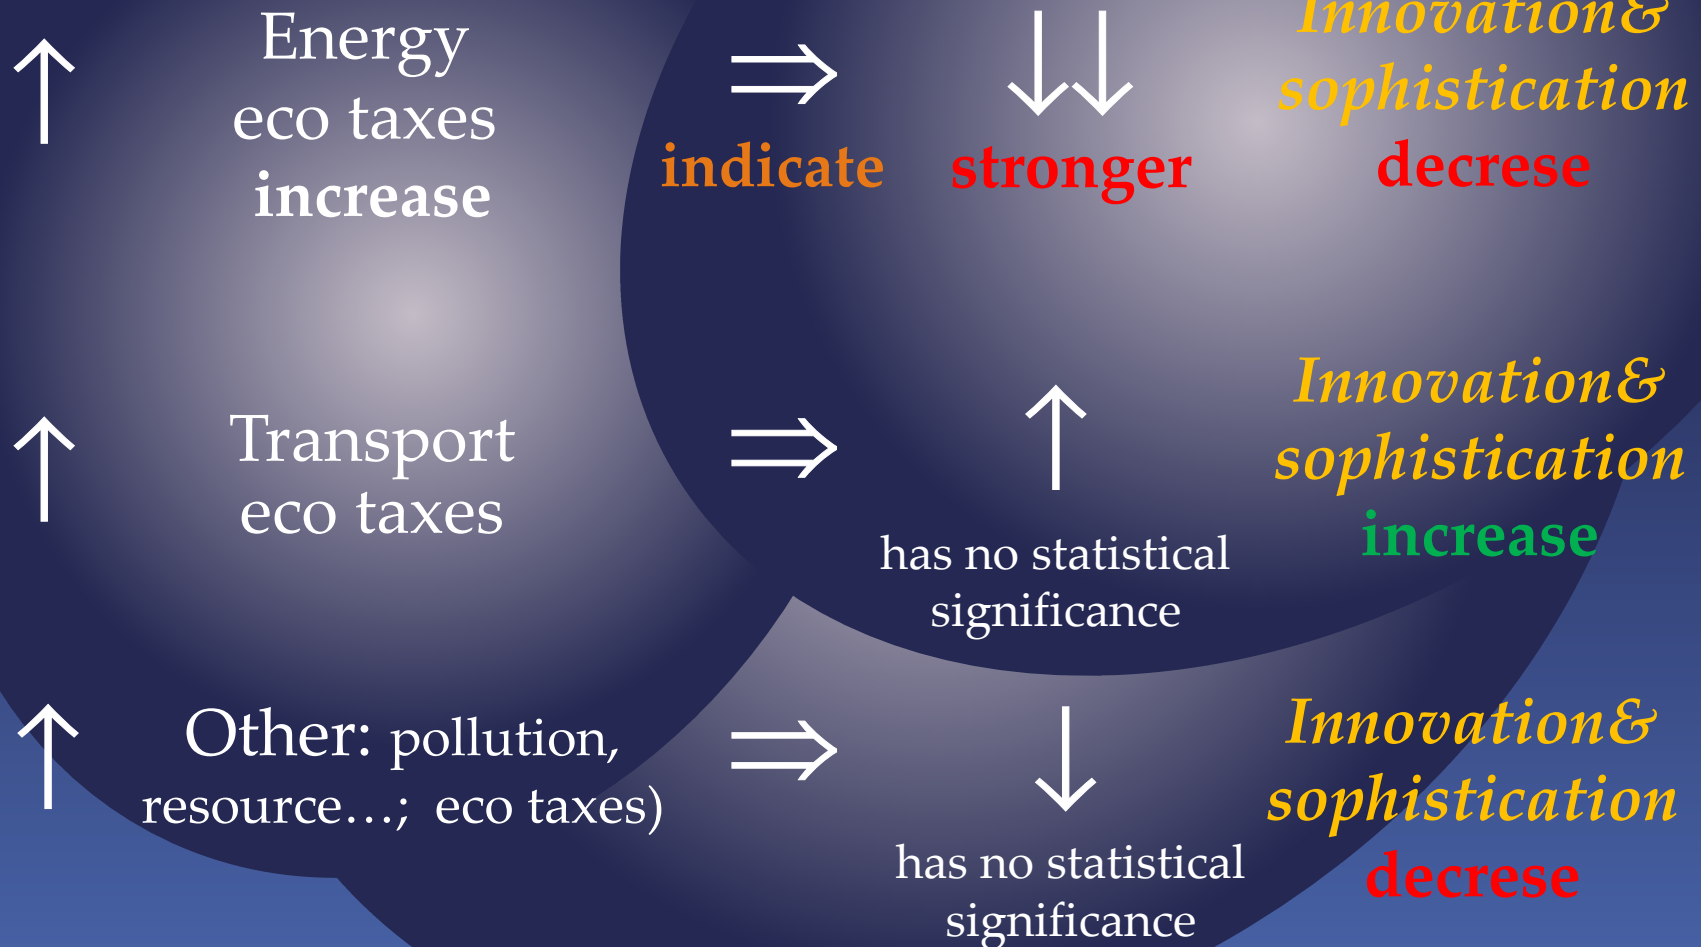 ↑ Energy
eco taxes
increase
⇒
indicate
↓↓
stronger
Innovation&
sophistication
decrese
↑ Transport
eco taxes
⇒
↑
has no statistical
significance
Innovation&
sophistication
increase
↑ Other: pollution,
resource…; eco taxes)
⇒
↓
has no statistical
significance
Innovation&
sophistication
decrese